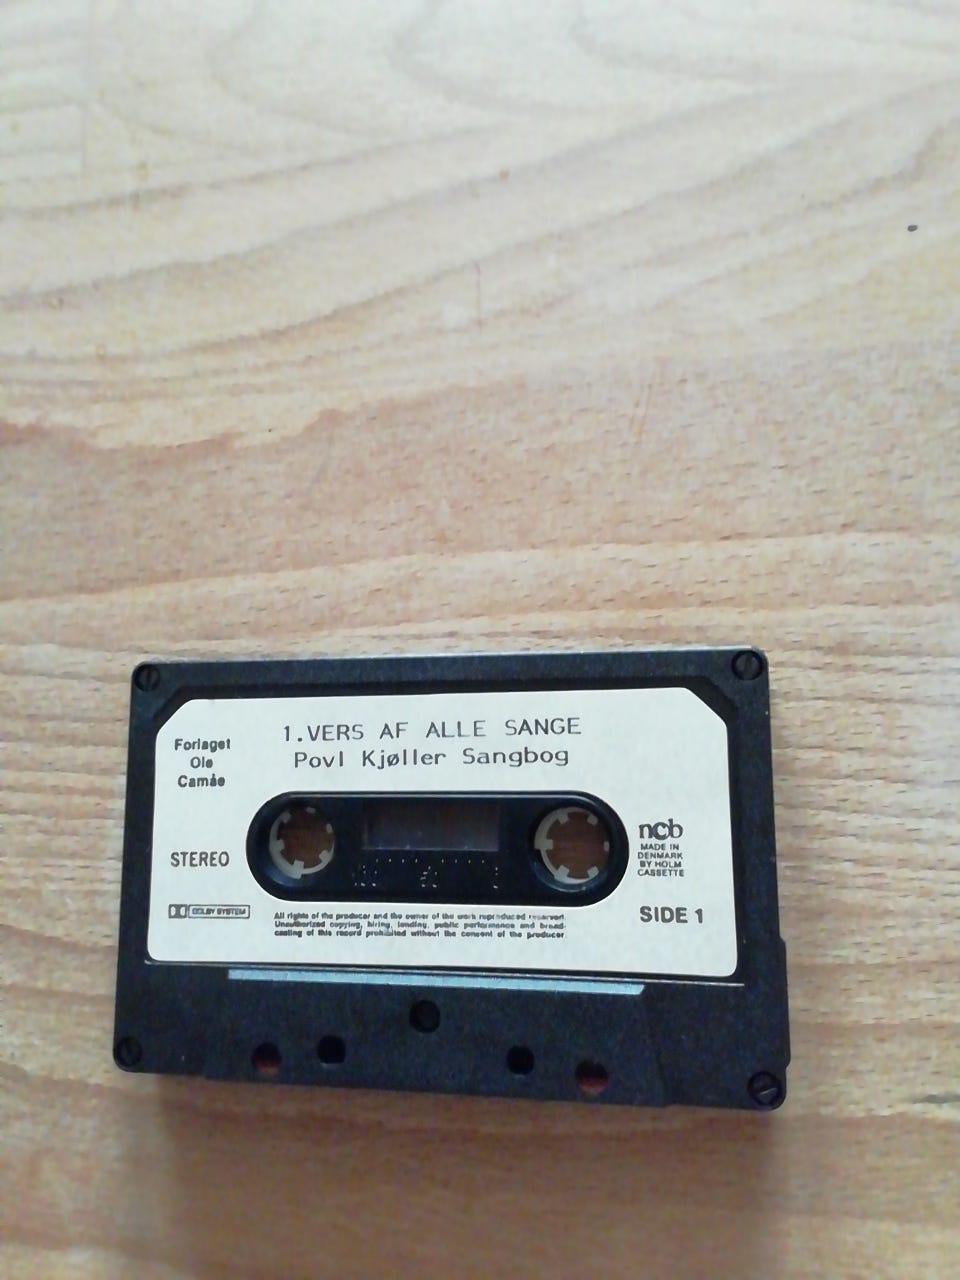 1.VERS AF ALLE SANGE
Povl Kjøller Sangbog
Forlaget
Ole
Camåe
STEREO
DOLBY SYSTEM
ncb
MADE IN
DENMARK
BY HOLM
CASSETTE
SIDE 1
All rights of the producer and the owner of the work reproduced reserved.
Unauthorized copying, hiring, lending, public performance and broad-
casting of this record prohibited without the consent of the producer